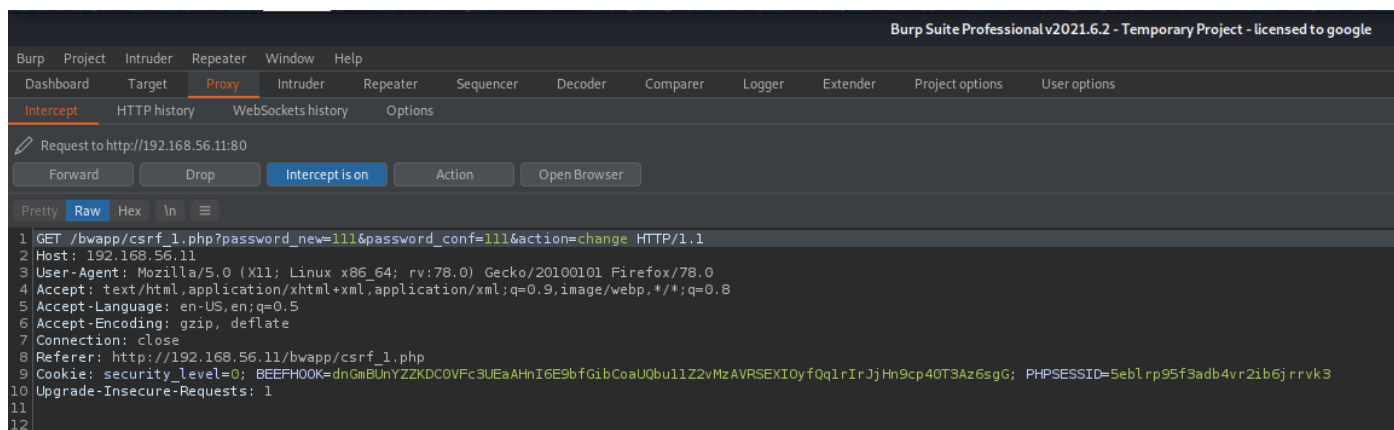 Burp Suite Professional v2021.6.2 - Temporary Project - licensed to google
Burp Project Intruder Repeater Window Help
Dashboard Target Proxy Intruder Repeater Sequencer Decoder Comparer Logger Extender Project options User options
Intercept HTTP history WebSockets history Options
Request to http://192.168.56.11:80
Forward Drop Intercept is on Action Open Browser
Pretty Raw Hex \n ≡
1 GET /bwapp/csrf_1.php?password_new=111&password_conf=111&action=change HTTP/1.1
2 Host: 192.168.56.11
3 User-Agent: Mozilla/5.0 (X11; Linux x86_64; rv:78.0) Gecko/20100101 Firefox/78.0
4 Accept: text/html,application/xhtml+xml,application/xml;q=0.9,image/webp,*/*;q=0.8
5 Accept-Language: en-US,en;q=0.5
6 Accept-Encoding: gzip, deflate
7 Connection: close
8 Referer: http://192.168.56.11/bwapp/csrf_1.php
9 Cookie: security_level=0; BEEFHOOK=dnGmBUnYZZKDC0VFc3UEaAHnI6E9bfGibCoaUQbu11Z2vMzAVRSEXIOyfQq1rIrJjHn9cp40T3Az6sgG; PHPSESSID=5eblrp95f3adb4vr2ib6jrrvk3
10 Upgrade-Insecure-Requests: 1
11
12